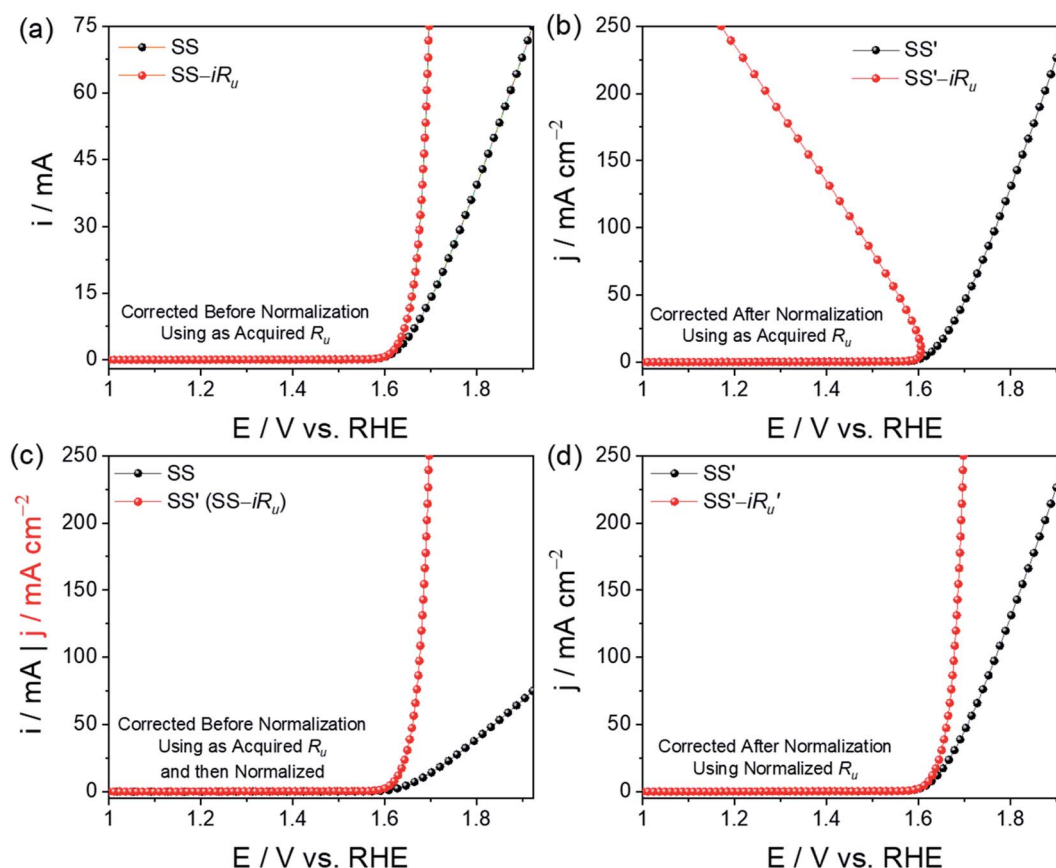 (a)
75
60
45
30
15
0
i / mA
SS
SS–iRᵤ
Corrected Before Normalization
Using as Acquired Rᵤ
1 1.2 1.4 1.6 1.8
E / V vs. RHE
(b)
250
200
150
100
50
0
j / mA cm⁻²
SS'
SS'–iRᵤ
Corrected After Normalization
Using as Acquired Rᵤ
1 1.2 1.4 1.6 1.8
E / V vs. RHE
(c)
250
200
150
100
50
0
i / mA | j / mA cm⁻²
SS
SS' (SS–iRᵤ)
Corrected Before Normalization
Using as Acquired Rᵤ
and then Normalized
1 1.2 1.4 1.6 1.8
E / V vs. RHE
(d)
250
200
150
100
50
0
j / mA cm⁻²
SS'
SS'–iRᵤ'
Corrected After Normalization
Using Normalized Rᵤ
1 1.2 1.4 1.6 1.8
E / V vs. RHE